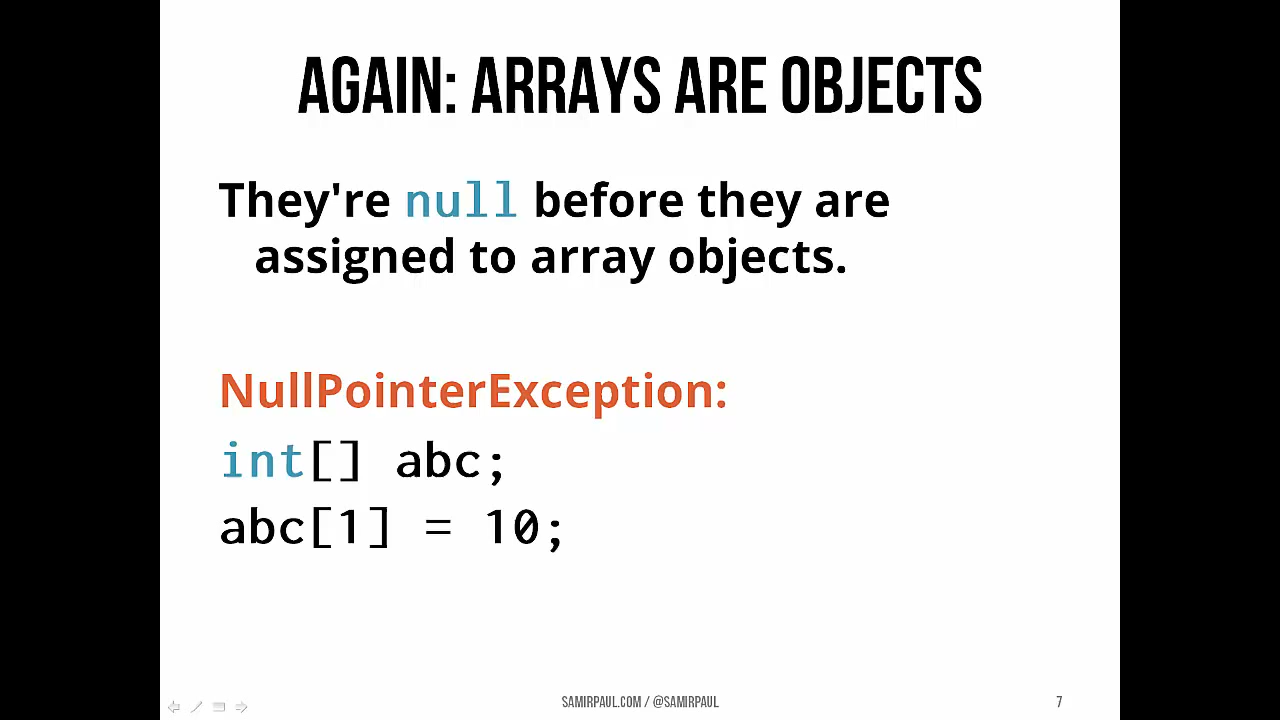 AGAIN: ARRAYS ARE OBJECTS
They're null before they are
assigned to array objects.
NullPointerException:
int[] abc;
abc[1] = 10;
SAMIRPAUL.COM / @SAMIRPAUL
7